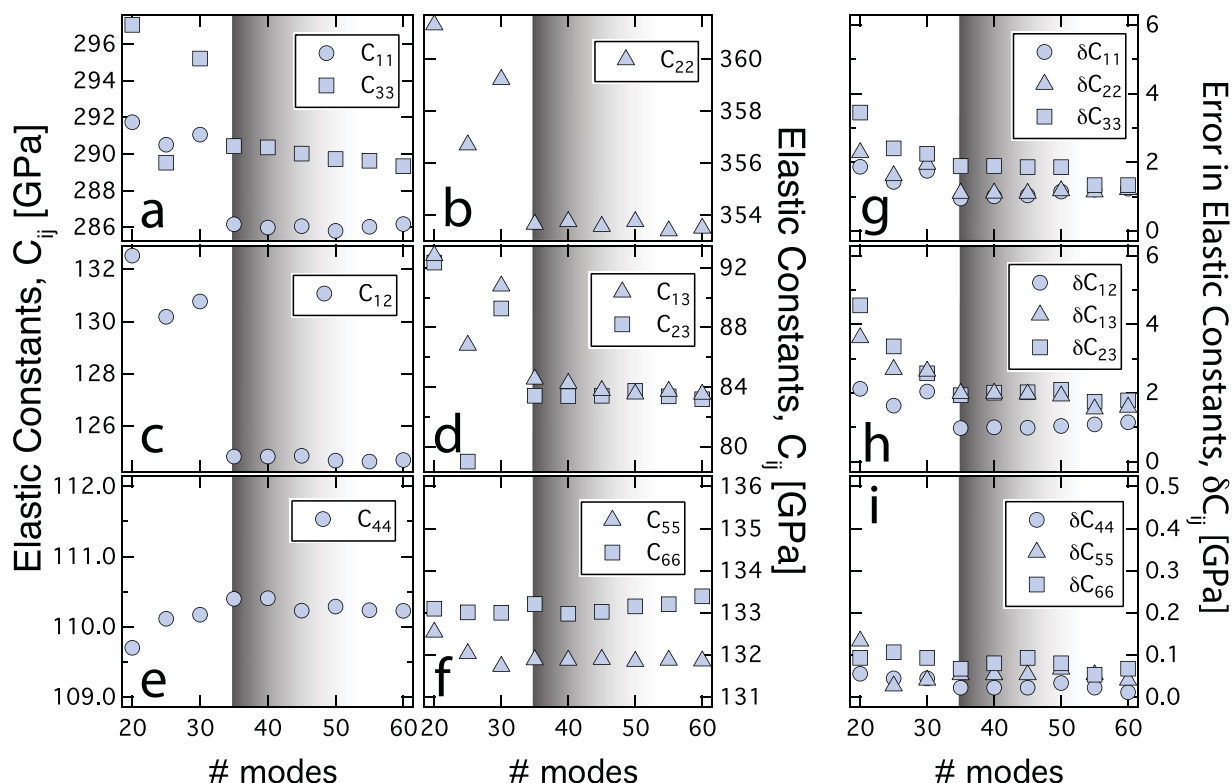 Elastic Constants, Cij [GPa]
296
294
292
290
288
286
C11
C33
a
C22
b
360
358
356
354
δC11
δC22
δC33
g
6
4
2
0
132
130
128
126
C12
c
C13
C23
d
92
88
84
80
Elastic Constants, Cij [GPa]
δC12
δC13
δC23
h
6
4
2
0
Error in Elastic Constants, δCij [GPa]
112.0
111.0
110.0
109.0
C44
e
C55
C66
f
136
135
134
133
132
131
i
δC44
δC55
δC66
0.5
0.4
0.3
0.2
0.1
0.0
20 30 40 50 60
20 30 40 50 60
20 30 40 50 60
# modes
# modes
# modes